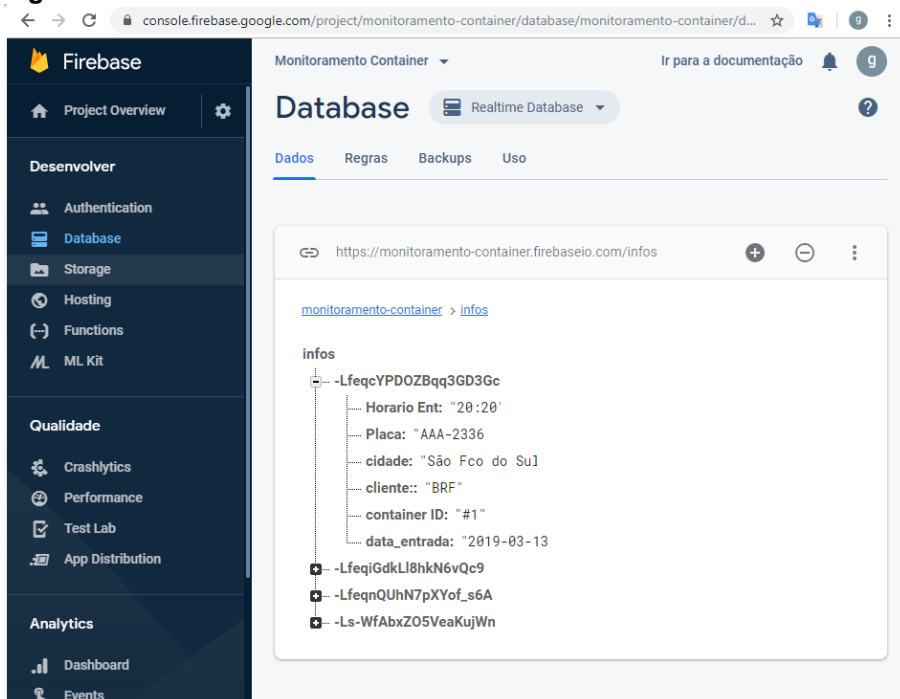 console.firebase.google.com/project/monitoramento-container/database/monitoramento-container/d...
g
Firebase
Monitoramento Container
Ir para a documentação
g
Project Overview
Database
Realtime Database
?
Desenvolver
Dados
Regras
Backups
Uso
Authentication
Database
Storage
Hosting
Functions
ML Kit
https://monitoramento-container.firebaseio.com/infos
monitoramento-container > infos
infos
-LfeqcYPDOZBqq3GD3Gc
Horario Ent: "20:20'
Placa: "AAA-2336
cidade: "São Fco do Sul
cliente:: "BRF"
container ID: "#1"
data_entrada: "2019-03-13
-LfeqiGdkLl8hkN6vQc9
-LfeqnQUhN7pXYof_s6A
-Ls-WfAbxZO5VeaKujWn
Qualidade
Crashlytics
Performance
Test Lab
App Distribution
Analytics
Dashboard
Events